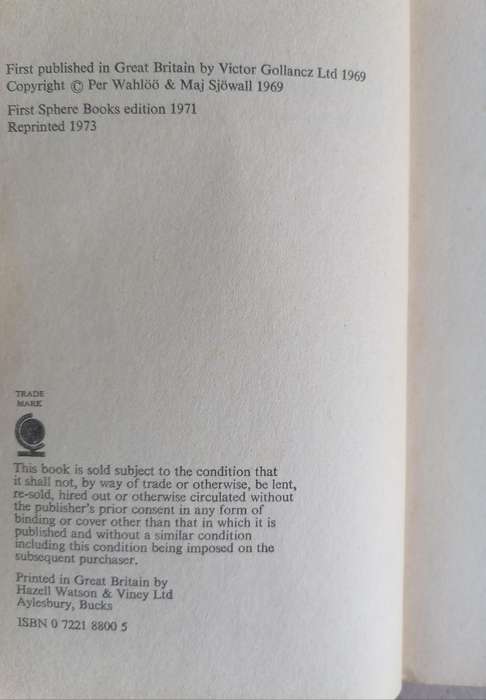 First published in Great Britain by Victor Gollancz Ltd 1969
Copyright © Per Wahlöö & Maj Sjöwall 1969
First Sphere Books edition 1971
Reprinted 1973
TRADE
MARK
This book is sold subject to the condition that
it shall not, by way of trade or otherwise, be lent,
re-sold, hired out or otherwise circulated without
the publisher's prior consent in any form of
binding or cover other than that in which it is
published and without a similar condition
including this condition being imposed on the
subsequent purchaser.
Printed in Great Britain by
Hazell Watson & Viney Ltd
Aylesbury, Bucks
ISBN 0 7221 8800 5